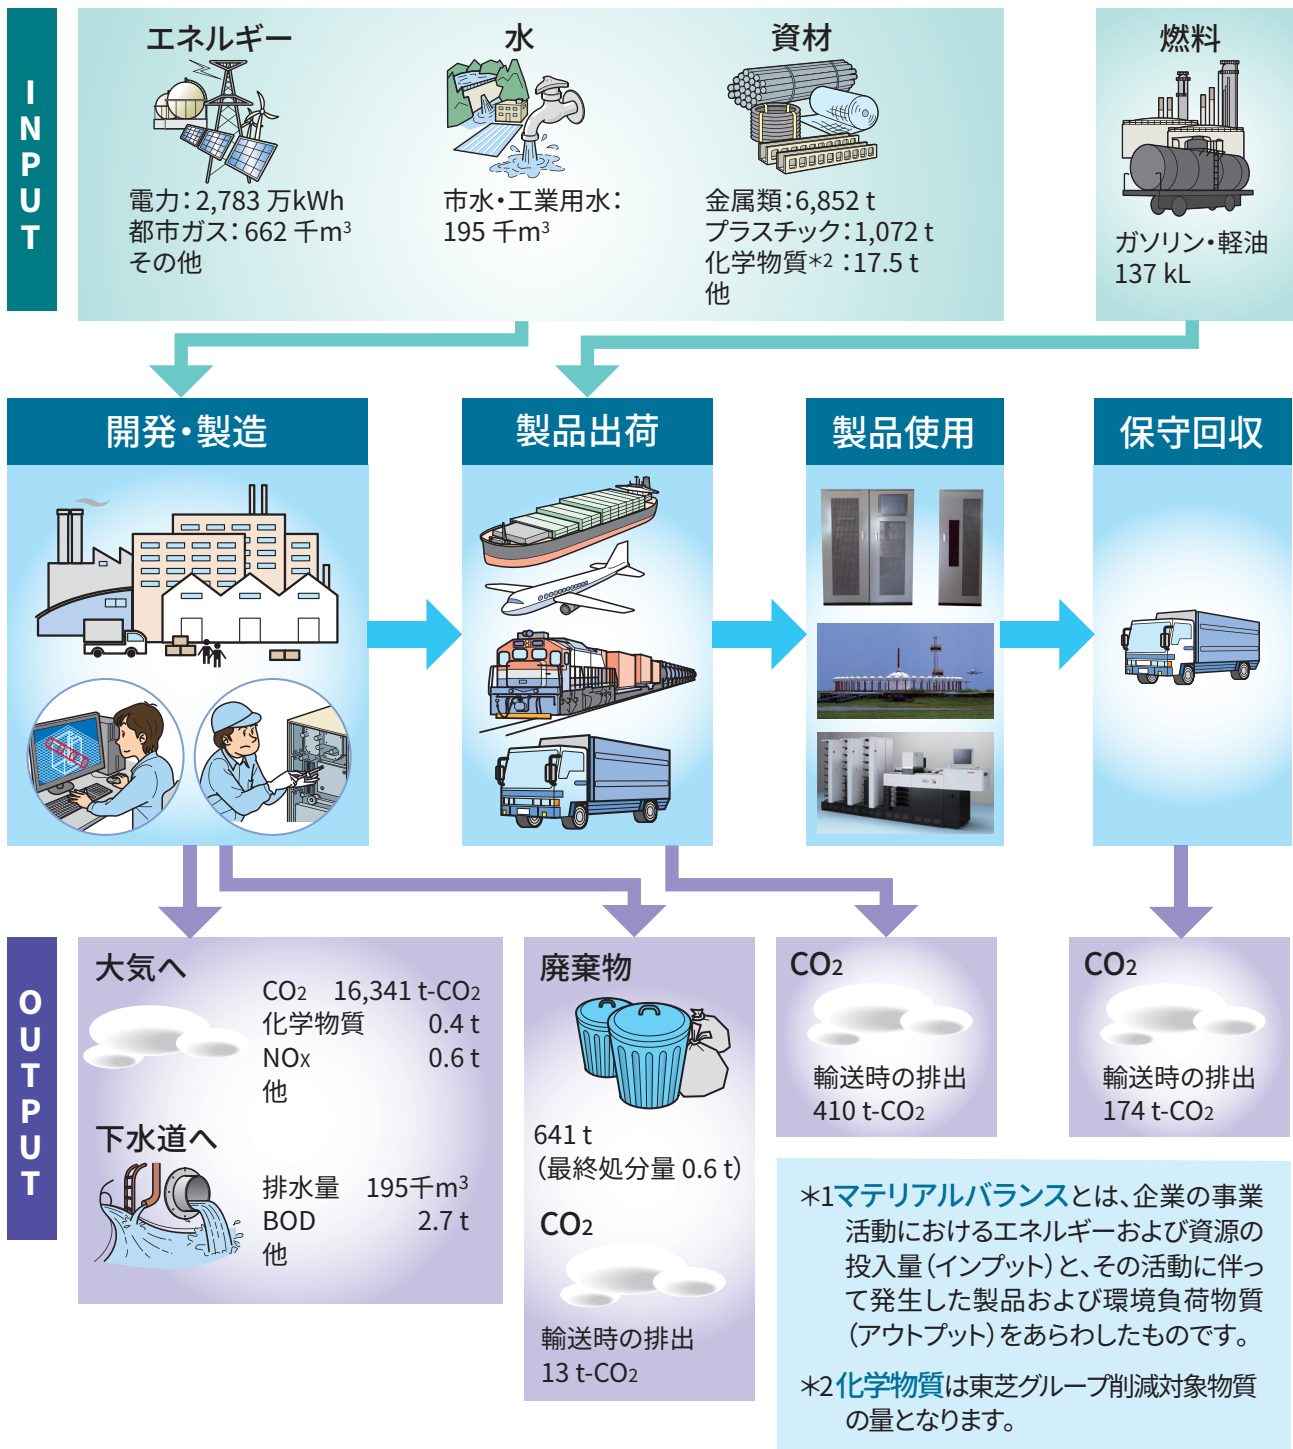 INPUT
エネルギー
電力：2,783 万kWh
都市ガス：662 千m³
その他
水
市水・工業用水：
195 千m³
資材
金属類：6,852 t
プラスチック：1,072 t
化学物質＊2：17.5 t
他
燃料
ガソリン・軽油
137 kL
開発・製造
製品出荷
製品使用
保守回収
OUTPUT
大気へ
CO2 16,341 t-CO2
化学物質 0.4 t
NOX 0.6 t
他
下水道へ
排水量 195千m³
BOD 2.7 t
他
廃棄物
641 t
（最終処分量 0.6 t）
CO2
輸送時の排出
13 t-CO2
CO2
輸送時の排出
410 t-CO2
CO2
輸送時の排出
174 t-CO2
＊1マテリアルバランスとは、企業の事業
活動におけるエネルギーおよび資源の
投入量（インプット）と、その活動に伴っ
て発生した製品および環境負荷物質
（アウトプット）をあらわしたものです。
＊2化学物質は東芝グループ削減対象物質
の量となります。